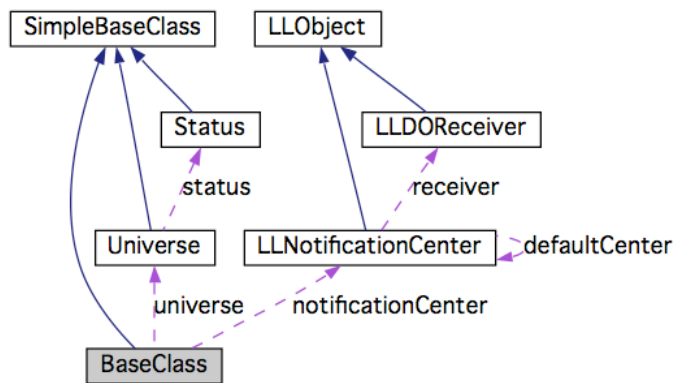 SimpleBaseClass
LLObject
Status
LLDOReceiver
status
receiver
Universe
LLNotificationCenter
defaultCenter
universe
notificationCenter
BaseClass